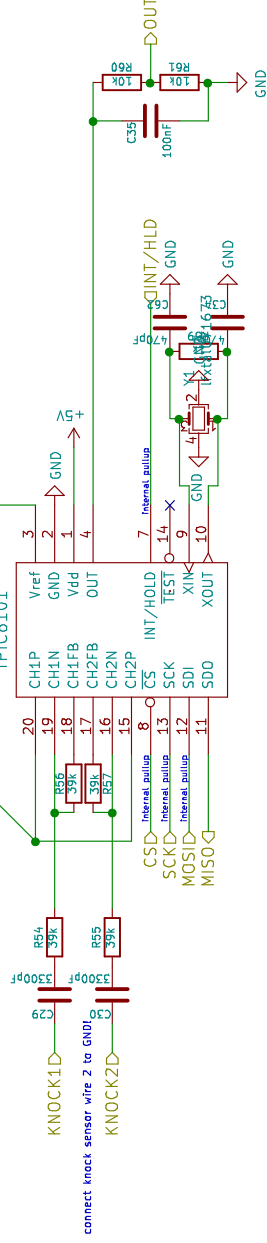 OUT
R60
10k
R61
10k
GND
C35
100nF
INT/HLD
GND
GND
C62
470pF
+5V
GND
Internal pullup
GND
Y1
2
4
3
2
1
4
7
14
9
10
Vref
GND
Vdd
OUT
INT/HOLD
TEST
XIN
XOUT
TPIC8101
CH1P
CH1N
CH1FB
CH2FB
CH2N
CH2P
CS
SCK
SDI
SDO
20
19
18
17
16
15
8
13
12
11
R56
39k
39k
R57
Internal pullup
Internal pullup
Internal pullup
CS
SCK
MOSI
MISO
R54
39k
R55
39k
3300pF
C29
3300pF
C30
KNOCK1
KNOCK2
connect knock sensor wire 2 to GND!